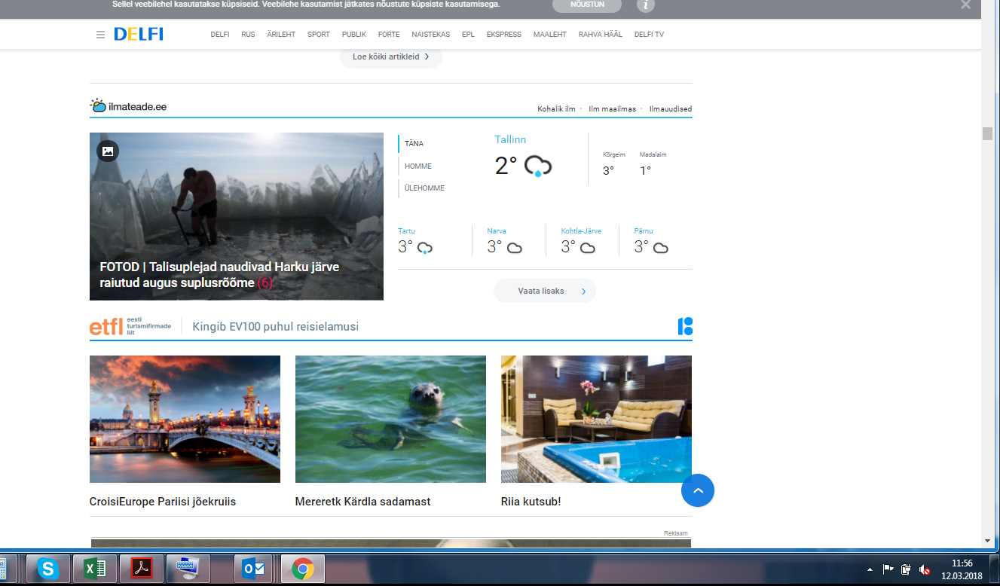 Sellel veebilehel kasutatakse küpsiseid. Veebilehe kasutamist jätkates nõustute küpsiste kasutamisega.
NÕUSTUN
i
DELFI
DELFI RUS ÄRILEHT SPORT PUBLIK FORTE NAISTEKAS EPL EKSPRESS MAALEHT RAHVA HÄÄL DELFI TV
Loe kõiki artikleid
ilmateade.ee
Kohalik ilm • Ilm maailmas • Ilmauudised
FOTOD | Talisuplejad naudivad Harku järve
raiutud augus suplusrõõme (6)
TÄNA
HOMME
ÜLEHOMME
Tallinn
2°
Kõrgeim Madalaim
3° 1°
Tartu Narva Kohtla-Järve Pärnu
3° 3° 3° 3°
Vaata lisaks
etfl
eesti
turismifirmade
liit
Kingib EV100 puhul reisielamusi
CroisiEurope Pariisi jõekruiis
Mereretk Kärdla sadamast
Riia kutsub!
Reklaam
11:56
12.03.2018